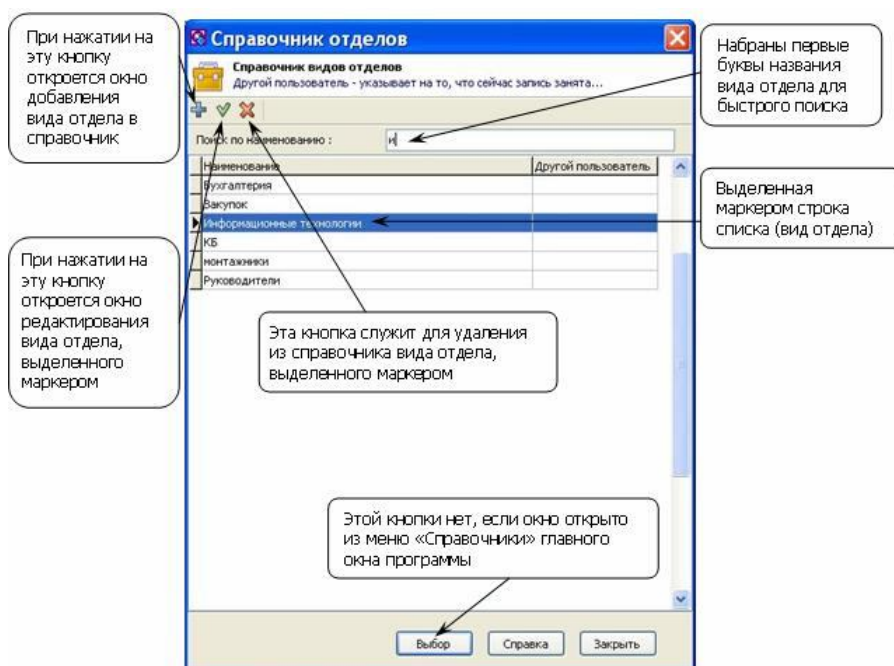 При нажатии на
эту кнопку
откроется окно
добавления
вида отдела в
справочник
Справочник отделов
Справочник видов отделов
Другой пользователь - указывает на то, что сейчас запись занята...
Набраны первые
буквы названия
вида отдела для
быстрого поиска
Поиск по наименованию :
и
Наименование
Другой пользователь
Бухгалтерия
Закупок
Информационные технологии
КБ
монтажники
Руководители
Выделенная
маркером строка
списка (вид отдела)
При нажатии на
эту кнопку
откроется окно
редактирования
вида отдела,
выделенного
маркером
Эта кнопка служит для удаления
из справочника вида отдела,
выделенного маркером
Этой кнопки нет, если окно открыто
из меню «Справочники» главного
окна программы
Выбор
Справка
Закрыть